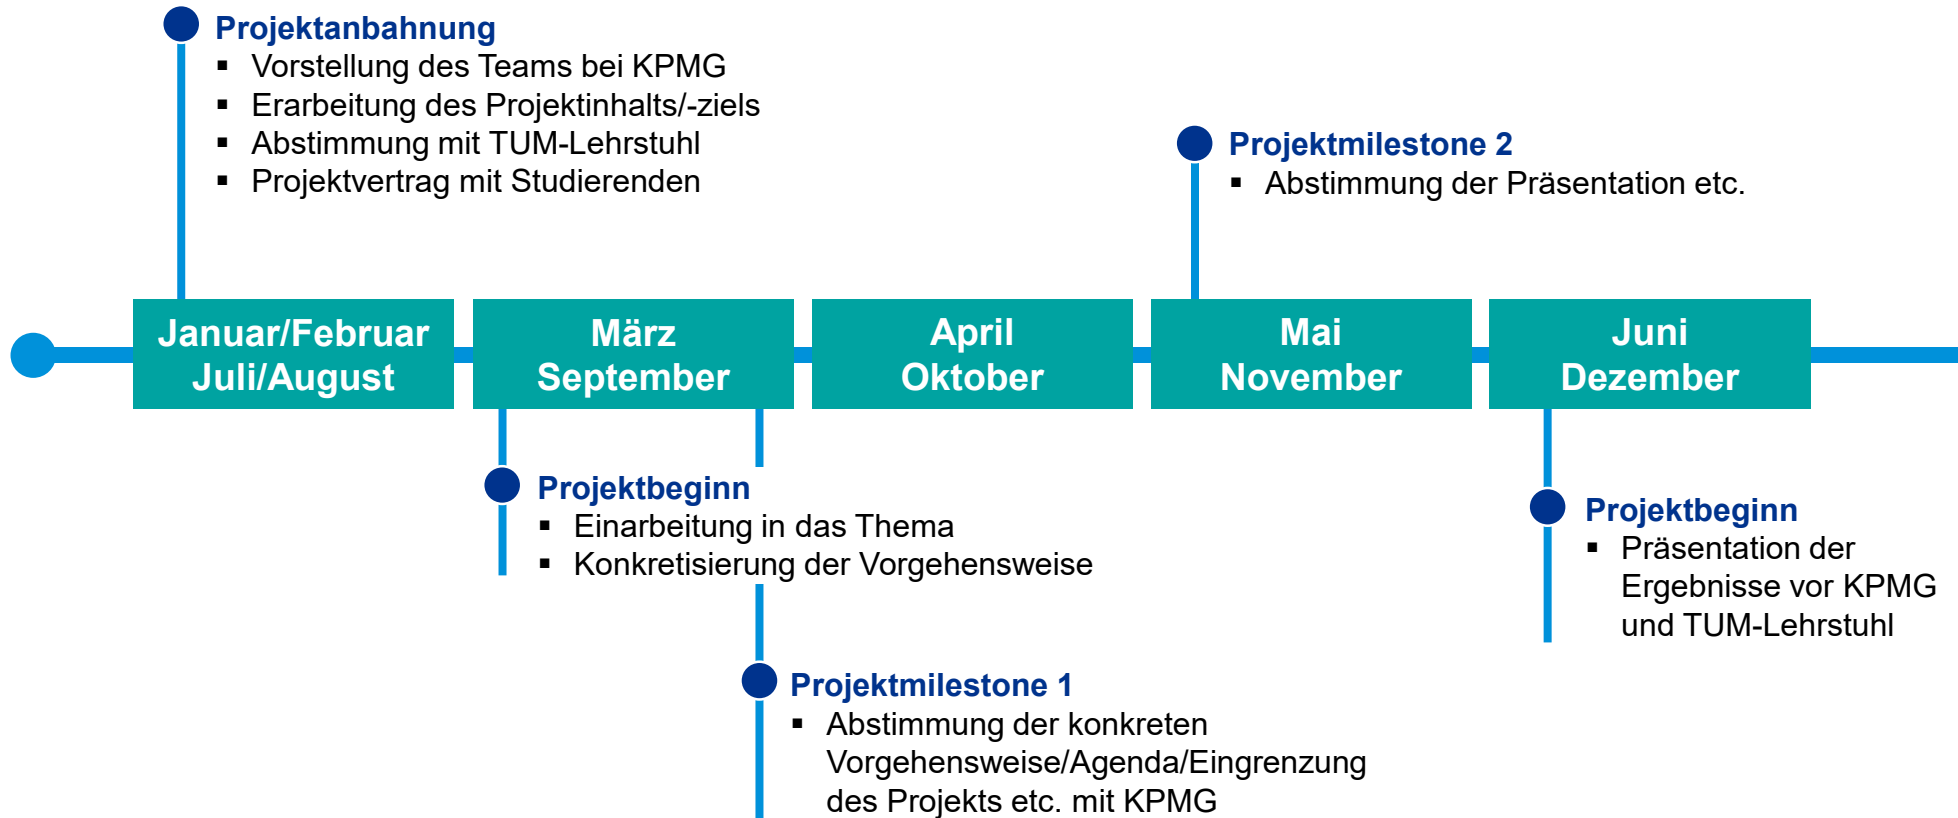 Projektanbahnung
▪ Vorstellung des Teams bei KPMG
▪ Erarbeitung des Projektinhalts/-ziels
▪ Abstimmung mit TUM-Lehrstuhl
▪ Projektvertrag mit Studierenden
Projektmilestone 2
▪ Abstimmung der Präsentation etc.
Januar/Februar
Juli/August
März
September
April
Oktober
Mai
November
Juni
Dezember
Projektbeginn
▪ Einarbeitung in das Thema
▪ Konkretisierung der Vorgehensweise
Projektbeginn
▪ Präsentation der
Ergebnisse vor KPMG
und TUM-Lehrstuhl
Projektmilestone 1
▪ Abstimmung der konkreten
Vorgehensweise/Agenda/Eingrenzung
des Projekts etc. mit KPMG